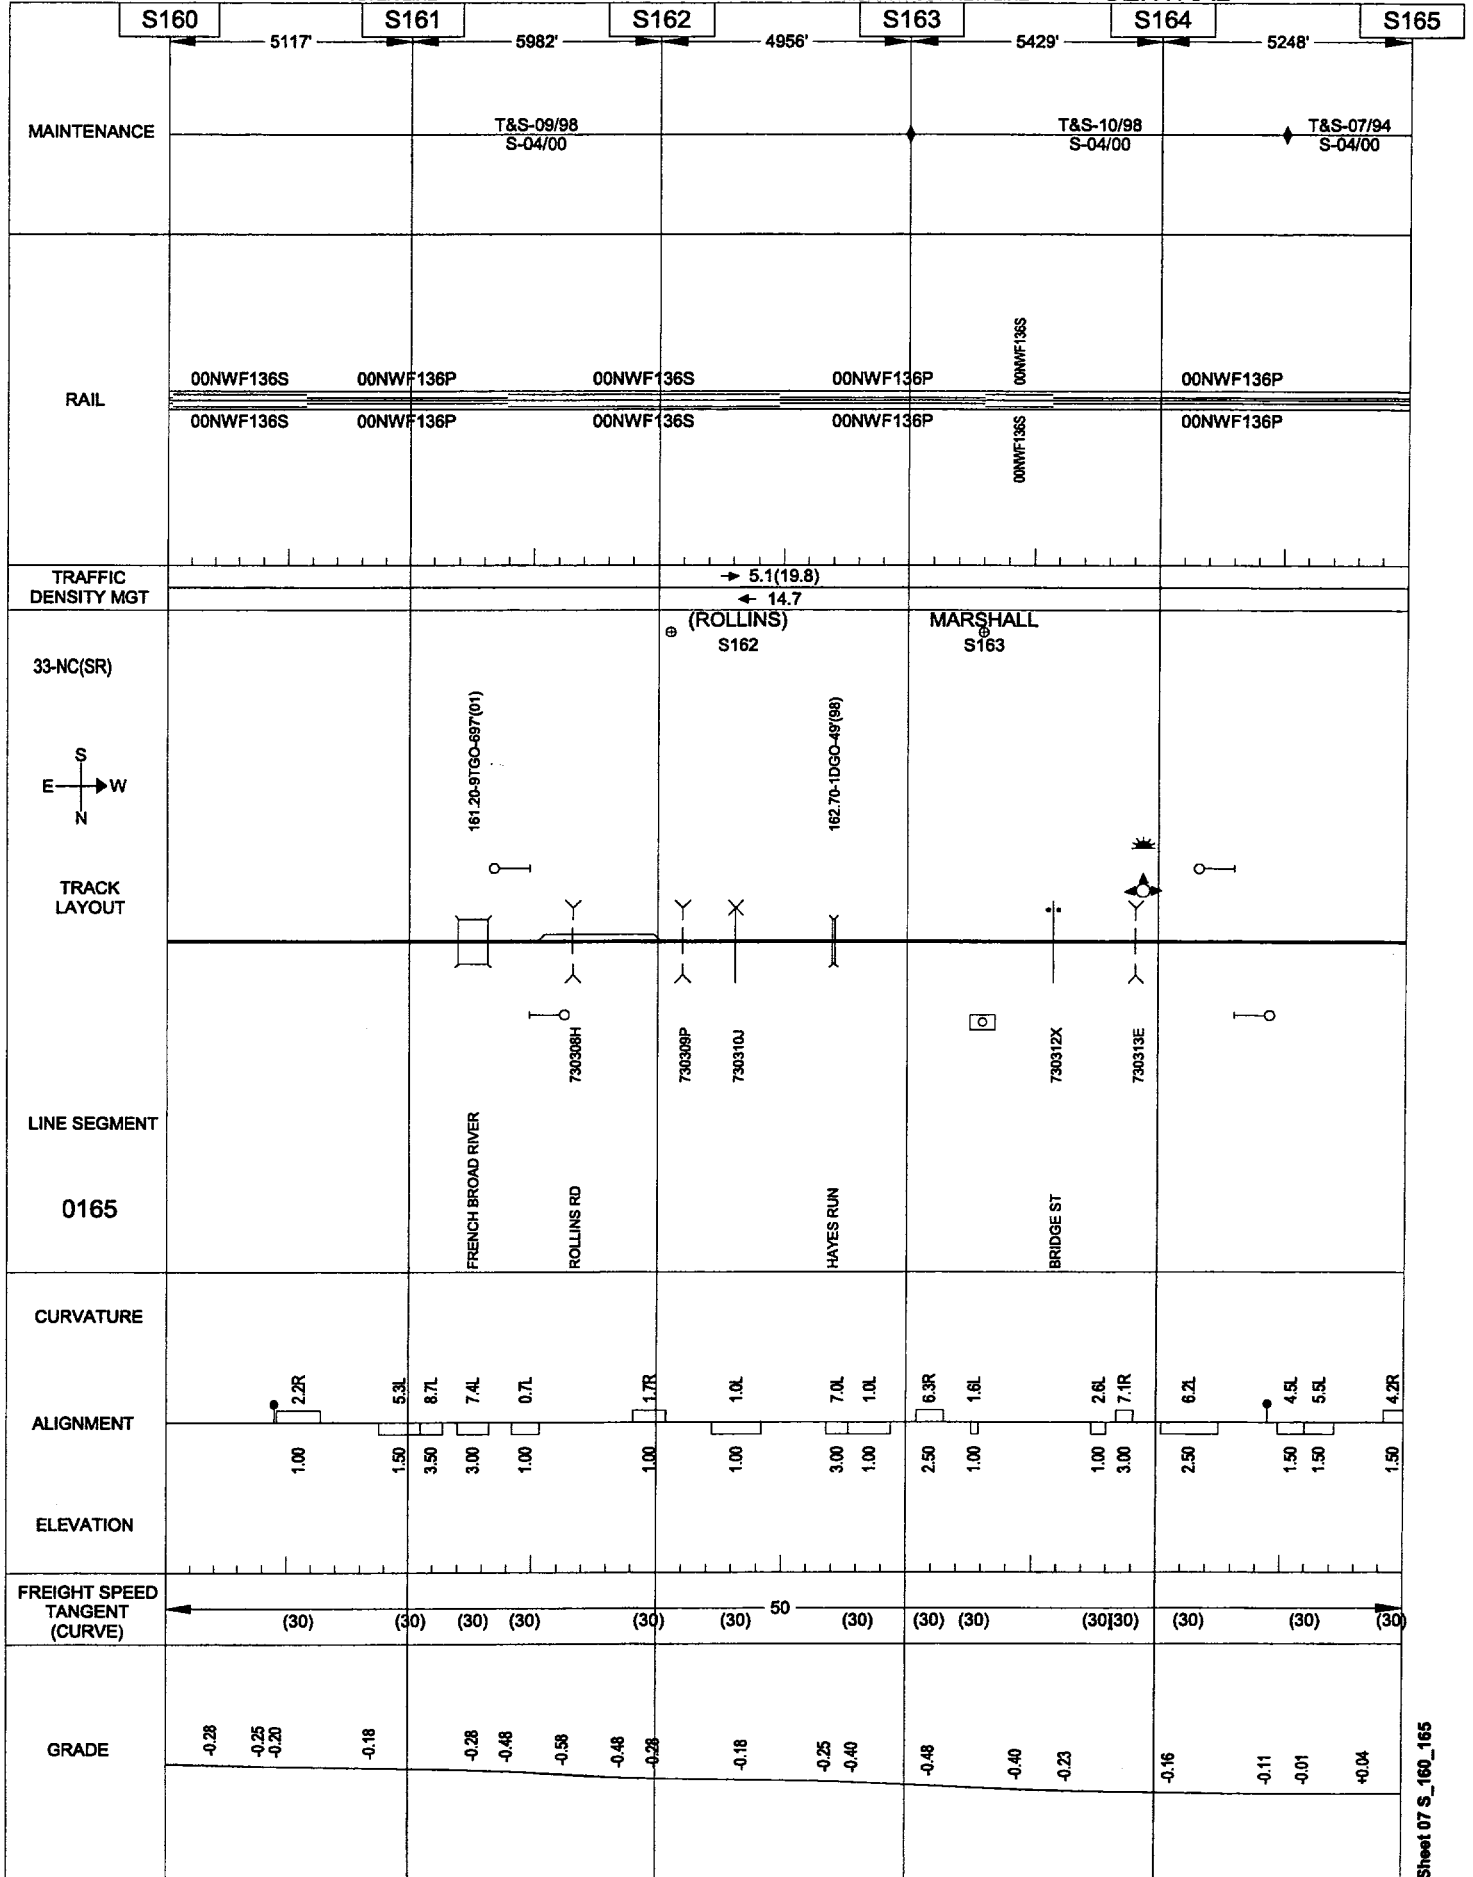 S160 S161 S162 S163 S164 S165
5117' 5982' 4956' 5429' 5248'
MAINTENANCE
T&S-09/98 T&S-10/98 T&S-07/94
S-04/00 S-04/00 S-04/00
RAIL
00NWF136S 00NWF136P 00NWF136S 00NWF136P 00NWF136S 00NWF136P
00NWF136S 00NWF136P 00NWF136S 00NWF136P 00NWF136S 00NWF136P
TRAFFIC
DENSITY MGT
5.1(19.8)
14.7
(ROLLINS) MARSHALL
S162 S163
33-NC(SR)
161.20-9TGO-697'(01) 162.70-1DGO-49'(98)
S
E W
N
TRACK
LAYOUT
730308H 730309P 730310J 730312X 730313E
LINE SEGMENT
0165
FRENCH BROAD RIVER ROLLINS RD HAYES RUN BRIDGE ST
CURVATURE
2.2R 5.3L 8.7L 7.4L 0.7L 1.7R 1.0L 7.0L 1.0L 6.3R 1.6L 2.6L 7.1R 6.2L 4.5L 5.5L 4.2R
ALIGNMENT
1.00 1.50 3.50 3.00 1.00 1.00 1.00 3.00 1.00 2.50 1.00 1.00 3.00 2.50 1.50 1.50 1.50
ELEVATION
FREIGHT SPEED
TANGENT
(CURVE)
50
(30) (30) (30) (30) (30) (30) (30) (30) (30) (30) (30) (30) (30) (30)
GRADE
-0.28 -0.25 -0.20 -0.18 -0.28 -0.48 -0.58 -0.48 -0.28 -0.18 -0.25 -0.40 -0.48 -0.40 -0.23 -0.16 -0.11 -0.01 +0.04
Sheet 07 S_160_165